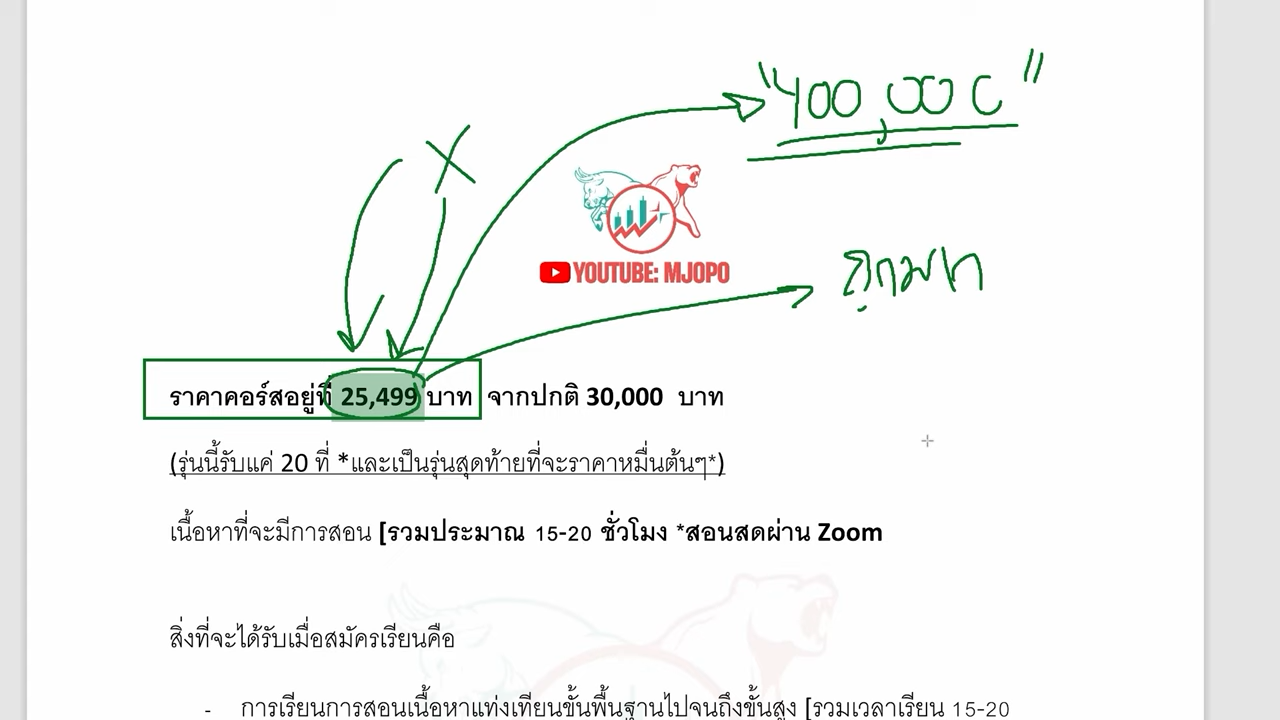 "400,000"
YOUTUBE: MJOPO
ถูกมาก
ราคาคอร์สอยู่ที่ 25,499 บาท จากปกติ 30,000 บาท
(รุ่นนี้รับแค่ 20 ที่ *และเป็นรุ่นสุดท้ายที่จะราคาหมื่นต้นๆ*)
เนื้อหาที่จะมีการสอน [รวมประมาณ 15-20 ชั่วโมง *สอนสดผ่าน Zoom
สิ่งที่จะได้รับเมื่อสมัครเรียนคือ
- การเรียนการสอนเนื้อหาแท่งเทียนขั้นพื้นฐานไปจนถึงขั้นสูง [รวมเวลาเรียน 15-20